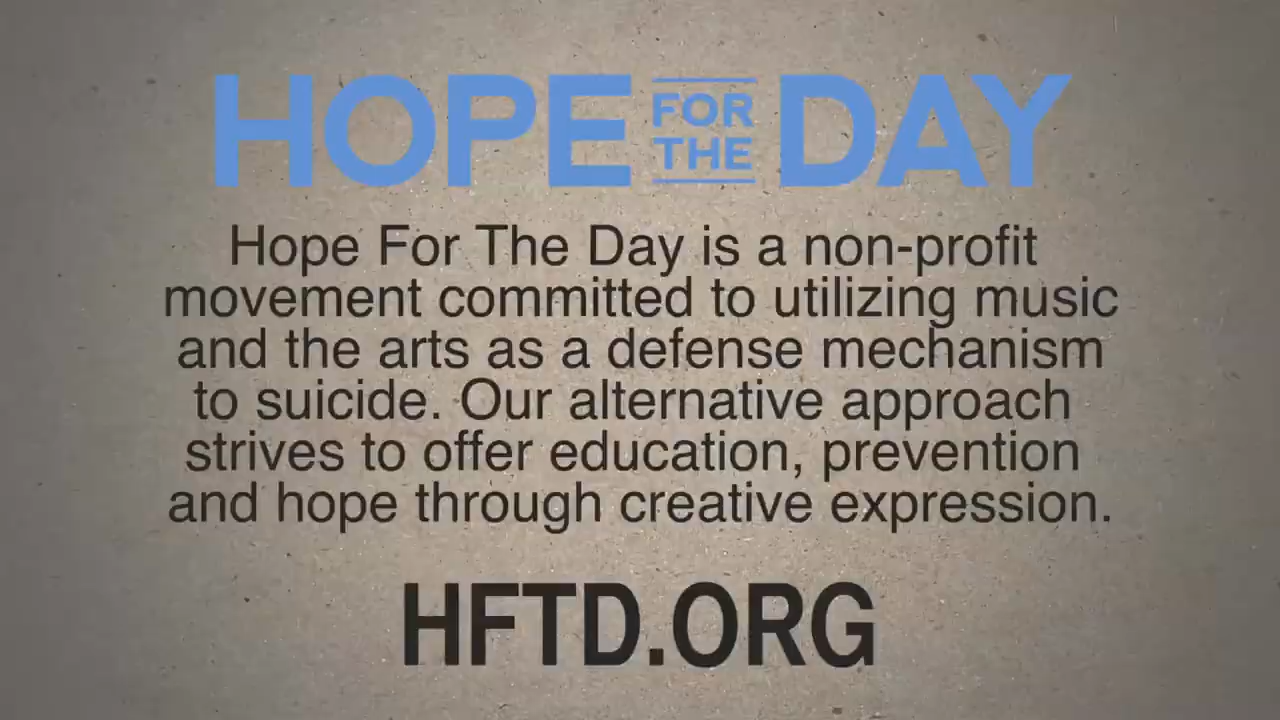 HOPE FOR THE DAY
Hope For The Day is a non-profit
movement committed to utilizing music
and the arts as a defense mechanism
to suicide. Our alternative approach
strives to offer education, prevention
and hope through creative expression.
HFTD.ORG